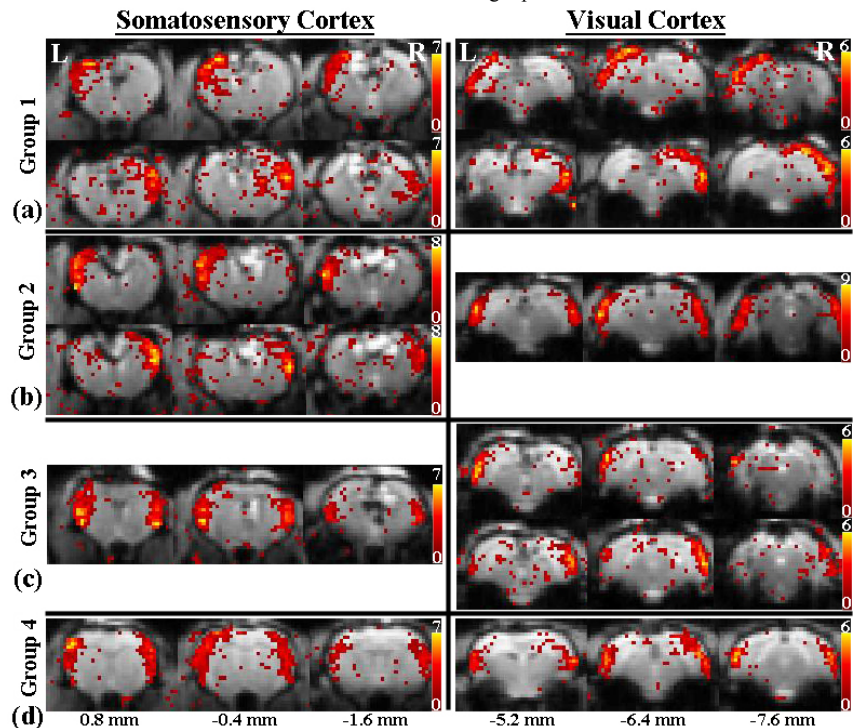 Somatosensory Cortex Visual Cortex
Group 1
L R 7 0
L R 6 0
7 0
6 0
(a)
Group 2
8 0
9 0
8 0
(b)
Group 3
7 0
6 0
6 0
(c)
Group 4
7 0
6 0
(d)
0.8 mm -0.4 mm -1.6 mm -5.2 mm -6.4 mm -7.6 mm